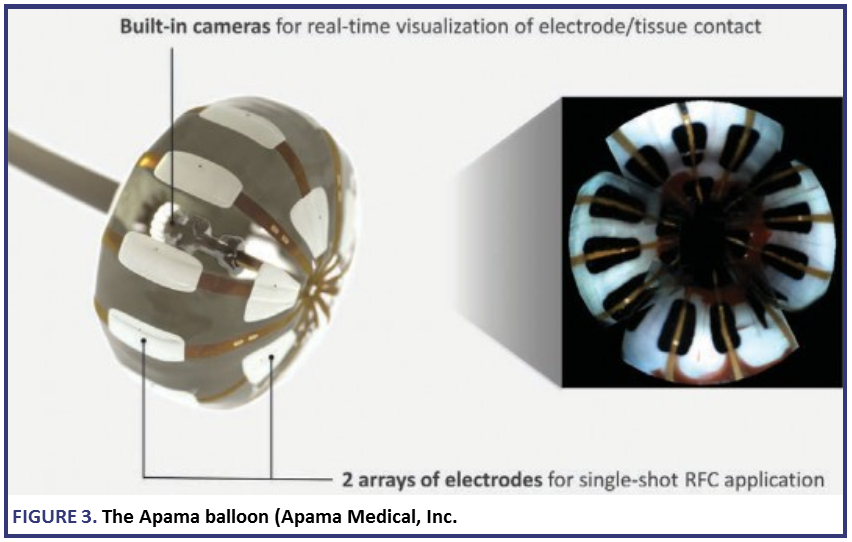 Built-in cameras for real-time visualization of electrode/tissue contact
2 arrays of electrodes for single-shot RFC application
FIGURE 3. The Apama balloon (Apama Medical, Inc.